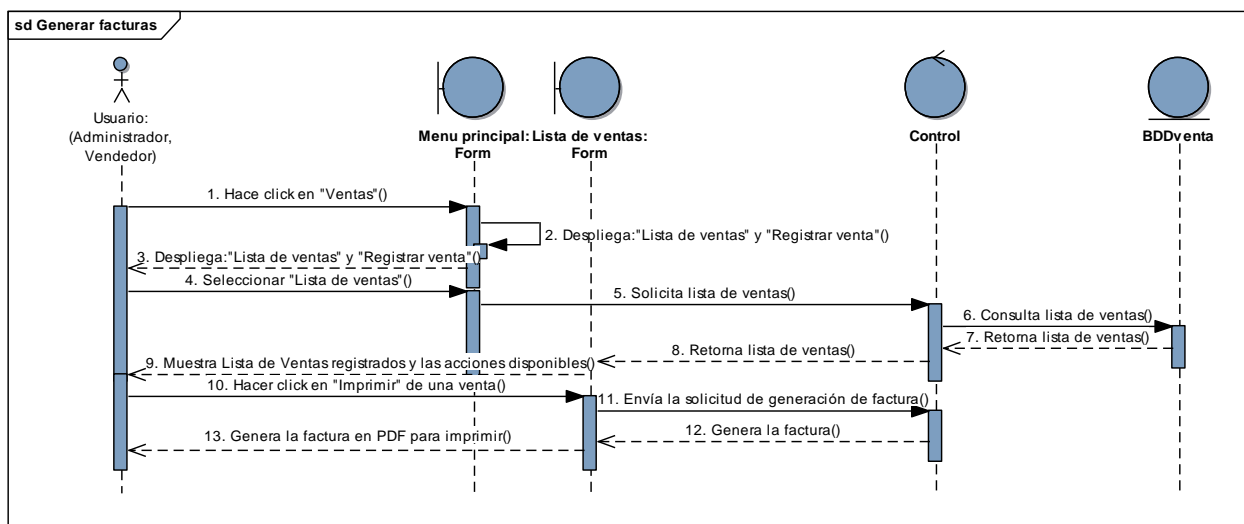 sd Generar facturas
Usuario:
(Administrador,
Vendedor)
Menu principal:
Form
Lista de ventas:
Form
Control
BDDventa
1. Hace click en "Ventas"()
2. Despliega:"Lista de ventas" y "Registrar venta"()
3. Despliega:"Lista de ventas" y "Registrar venta"()
4. Seleccionar "Lista de ventas"()
5. Solicita lista de ventas()
6. Consulta lista de ventas()
7. Retorna lista de ventas()
8. Retorna lista de ventas()
9. Muestra Lista de Ventas registrados y las acciones disponibles()
10. Hacer click en "Imprimir" de una venta()
11. Envía la solicitud de generación de factura()
12. Genera la factura()
13. Genera la factura en PDF para imprimir()